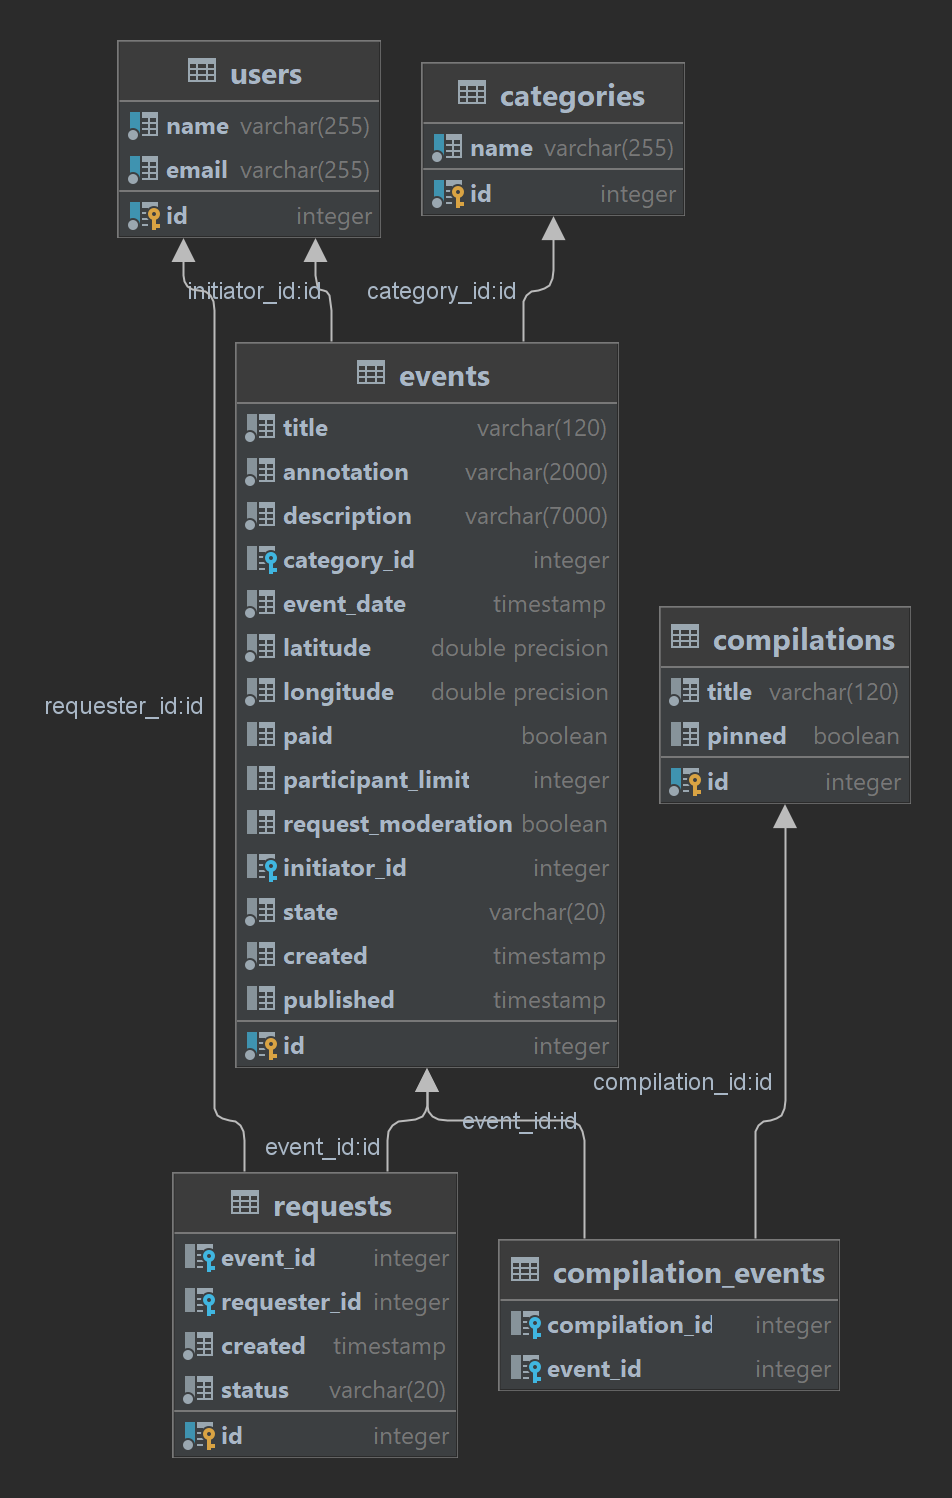 users
name varchar(255)
email varchar(255)
id integer
categories
name varchar(255)
id integer
initiator_id:id
category_id:id
events
title varchar(120)
annotation varchar(2000)
description varchar(7000)
category_id integer
event_date timestamp
latitude double precision
longitude double precision
paid boolean
participant_limit integer
request_moderation boolean
initiator_id integer
state varchar(20)
created timestamp
published timestamp
id integer
requester_id:id
compilations
title varchar(120)
pinned boolean
id integer
compilation_id:id
event_id:id
event_id:id
requests
event_id integer
requester_id integer
created timestamp
status varchar(20)
id integer
compilation_events
compilation_id integer
event_id integer